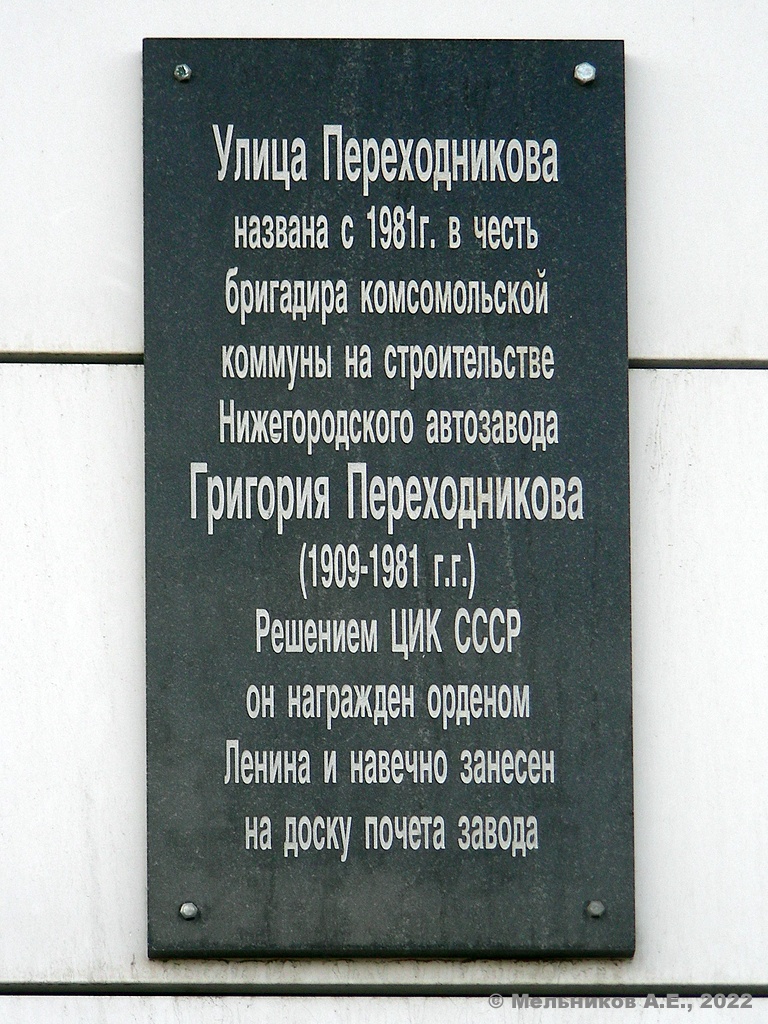 Улица Переходникова
названа с 1981г. в честь
бригадира комсомольской
коммуны на строительстве
Нижегородского автозавода
Григория Переходникова
(1909-1981 г.г.)
Решением ЦИК СССР
он награжден орденом
Ленина и навечно занесен
на доску почета завода
© Мельников А.Е., 2022